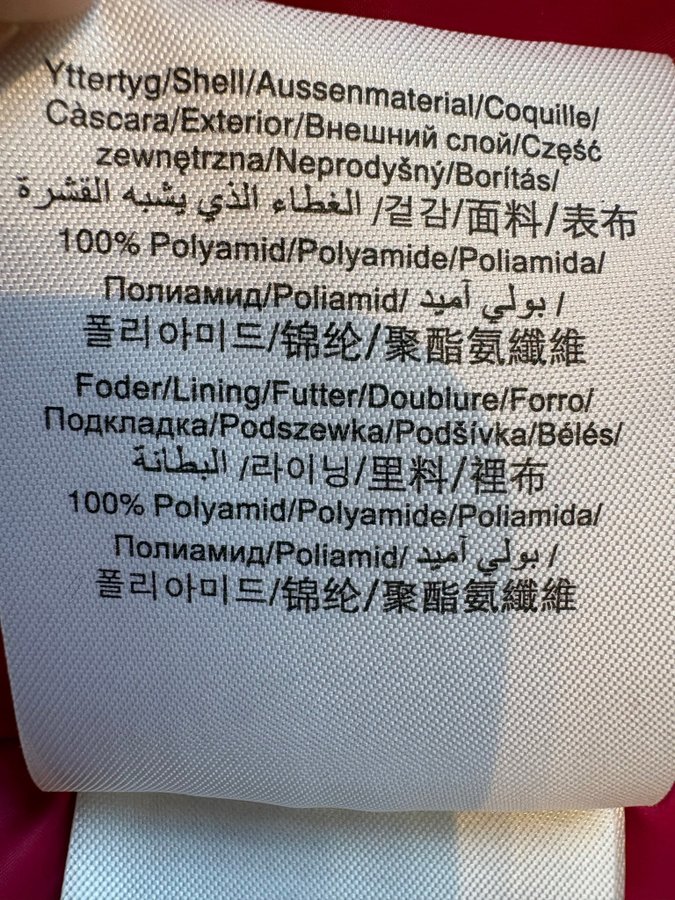 Yttertyg/Shell/Aussenmaterial/Coquille/
Càscara/Exterior/Внешний слой/Część
zewnętrzna/Neprodyšný/Borítás/
الغطاء الذي يشبه القشرة /겉감/面料/表布
100% Polyamid/Polyamide/Poliamida/
Полиамид/Poliamid/ بولي آميد /
폴리아미드/锦纶/聚酯氨纖維
Foder/Lining/Futter/Doublure/Forro/
Подкладка/Podszewka/Podšívka/Bélés/
البطانة /라이닝/里料/裡布
100% Polyamid/Polyamide/Poliamida/
Полиамид/Poliamid/ بولي آميد /
폴리아미드/锦纶/聚酯氨纖維